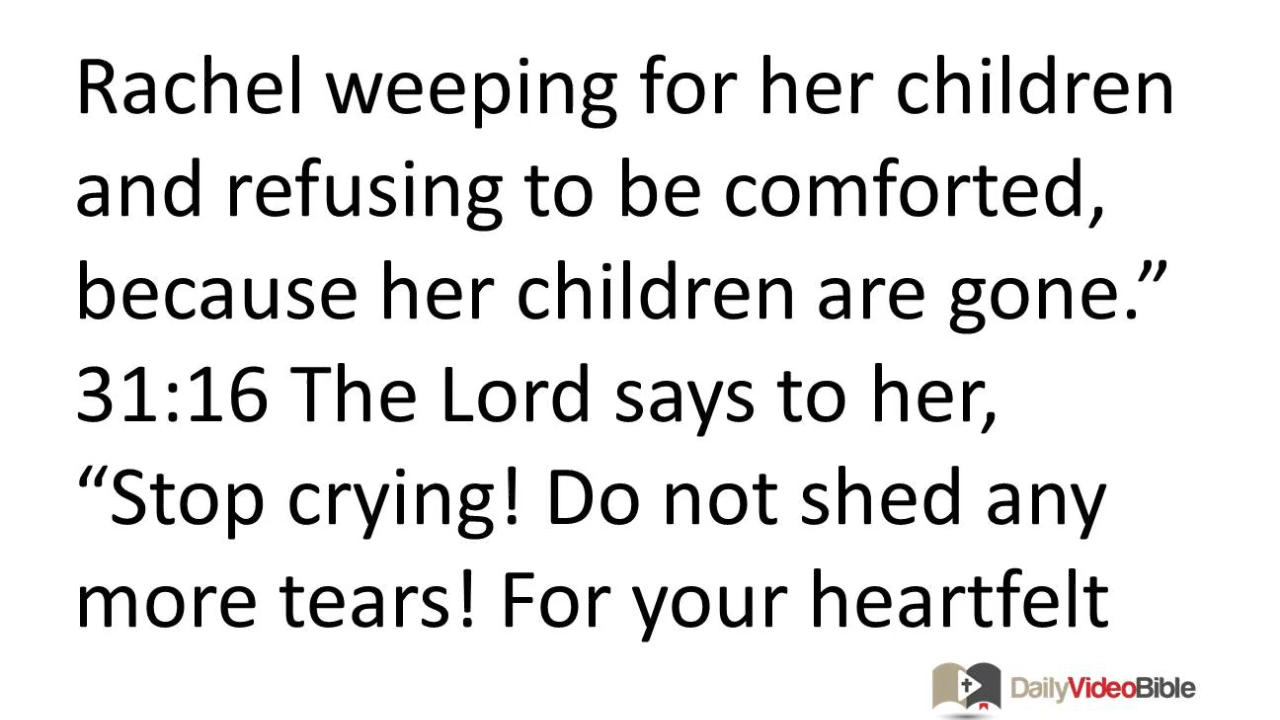 Rachel weeping for her children
and refusing to be comforted,
because her children are gone.”
31:16 The Lord says to her,
“Stop crying! Do not shed any
more tears! For your heartfelt
DailyVideoBible